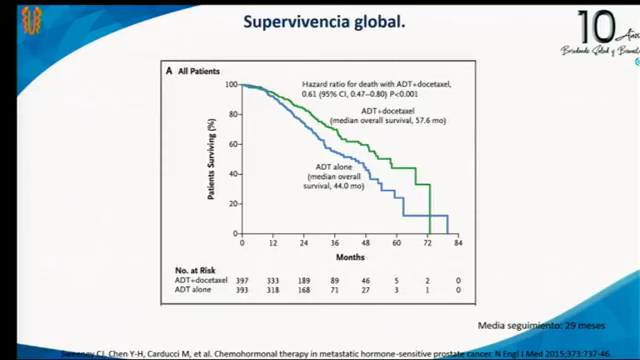 Supervivencia global.
10 Años
Brindando Salud y Bienestar
A All Patients
Hazard ratio for death with ADT+docetaxel,
0.61 (95% CI, 0.47–0.80) P<0.001
ADT+docetaxel
(median overall survival, 57.6 mo)
ADT alone
(median overall
survival, 44.0 mo)
Patients Surviving (%)
100
80
60
40
20
0
0 12 24 36 48 60 72 84
Months
No. at Risk
ADT+docetaxel 397 333 189 89 46 5 2 0
ADT alone 393 318 168 71 27 3 1 0
Media seguimiento: 29 meses
Sweeney CJ, Chen Y-H, Carducci M, et al. Chemohormonal therapy in metastatic hormone-sensitive prostate cancer. N Engl J Med 2015;373:737-46.